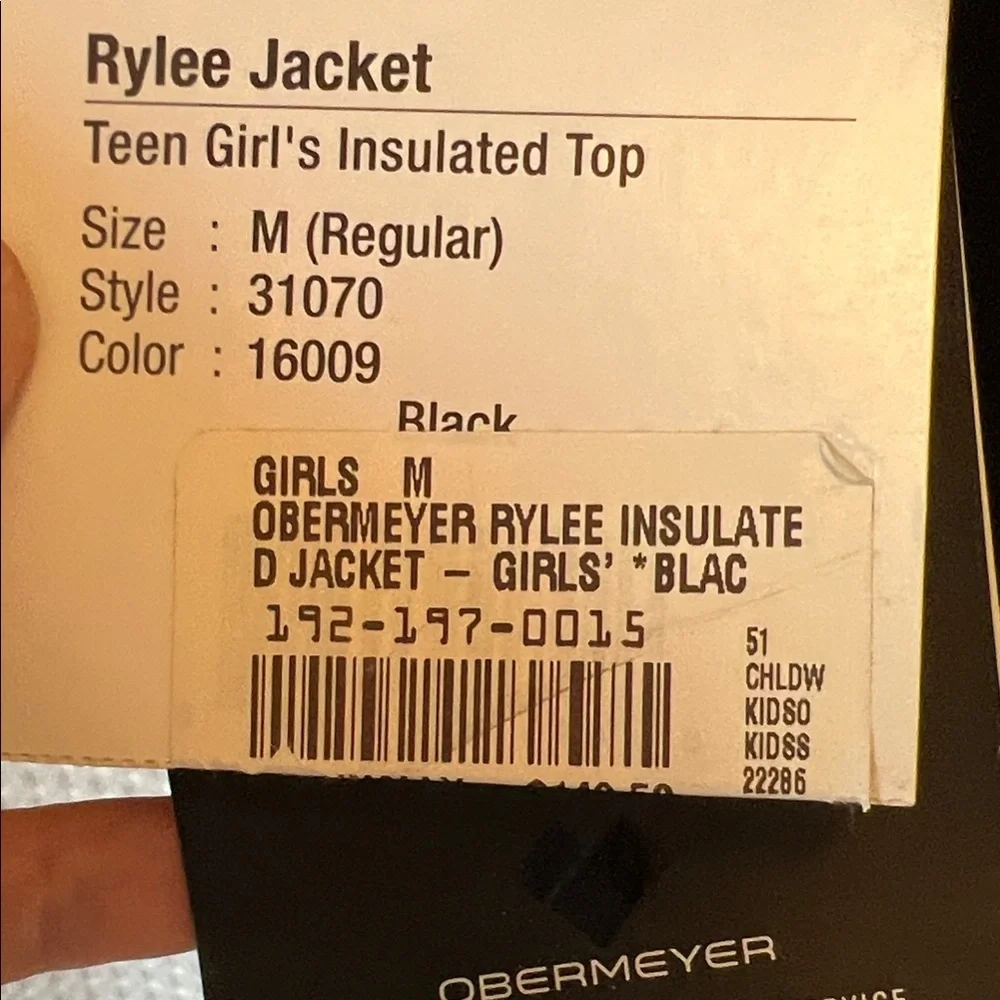 Rylee Jacket
Teen Girl's Insulated Top
Size : M (Regular)
Style : 31070
Color : 16009
Black
GIRLS M
OBERMEYER RYLEE INSULATE
D JACKET – GIRLS' *BLAC
192-197-0015
51
CHLDW
KIDSO
KIDSS
22286
OBERMEYER